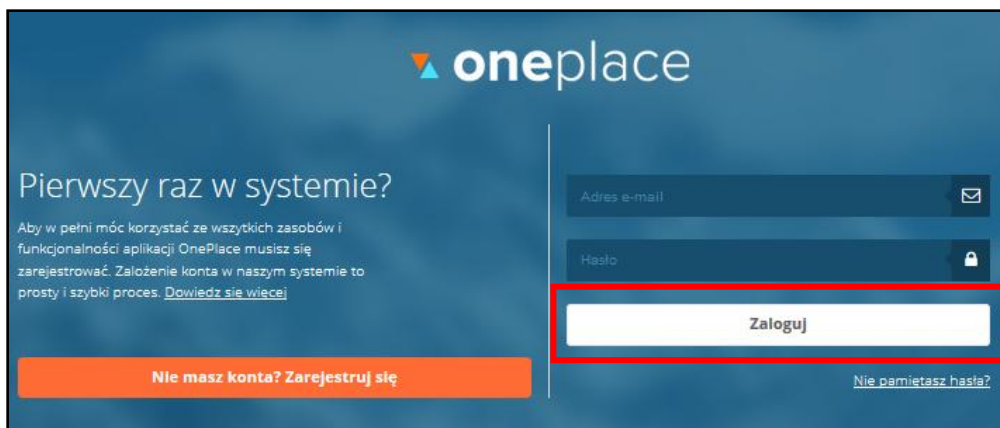 oneplace
Pierwszy raz w systemie?
Aby w pełni móc korzystać ze wszytkich zasobów i
funkcjonalności aplikacji OnePlace musisz się
zarejestrować. Założenie konta w naszym systemie to
prosty i szybki proces. Dowiedz się więcej
Nie masz konta? Zarejestruj się
Adres e-mail
Hasło
Zaloguj
Nie pamiętasz hasła?